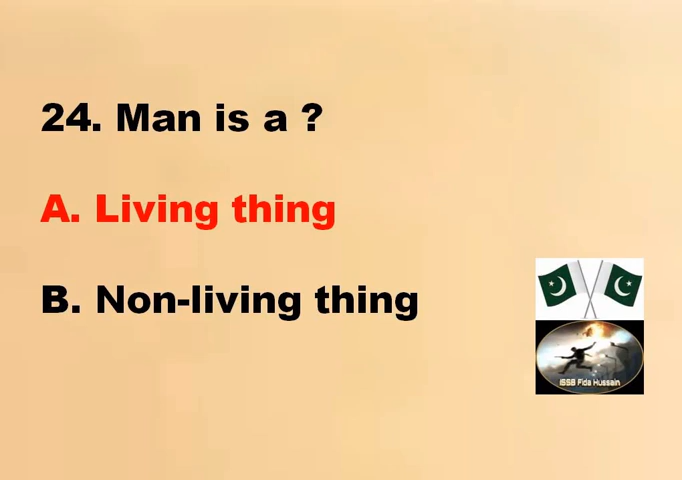 24. Man is a ?
A. Living thing
B. Non-living thing
ISSB Fida Hussain